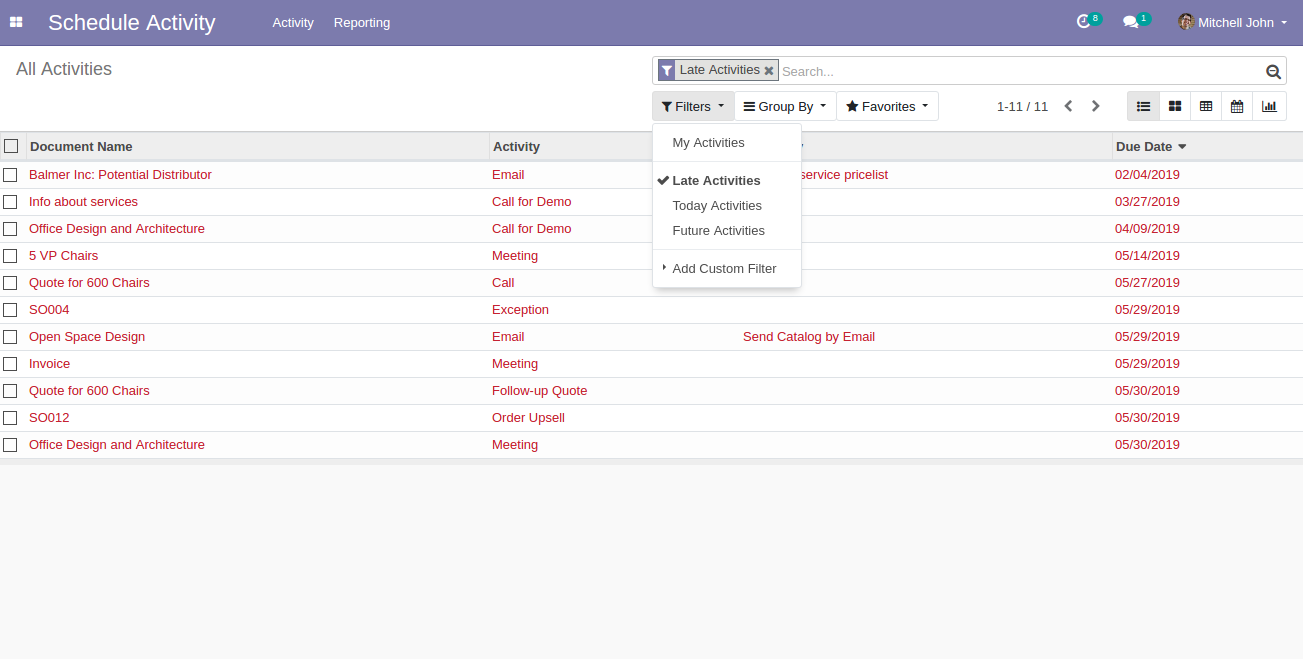 Schedule Activity Activity Reporting 8 1 Mitchell John
All Activities
Late Activities Search...
Filters Group By Favorites 1-11 / 11
My Activities
Late Activities
Today Activities
Future Activities
Add Custom Filter
Document Name Activity Due Date
Balmer Inc: Potential Distributor Email service pricelist 02/04/2019
Info about services Call for Demo 03/27/2019
Office Design and Architecture Call for Demo 04/09/2019
5 VP Chairs Meeting 05/14/2019
Quote for 600 Chairs Call 05/27/2019
SO004 Exception 05/29/2019
Open Space Design Email Send Catalog by Email 05/29/2019
Invoice Meeting 05/29/2019
Quote for 600 Chairs Follow-up Quote 05/30/2019
SO012 Order Upsell 05/30/2019
Office Design and Architecture Meeting 05/30/2019